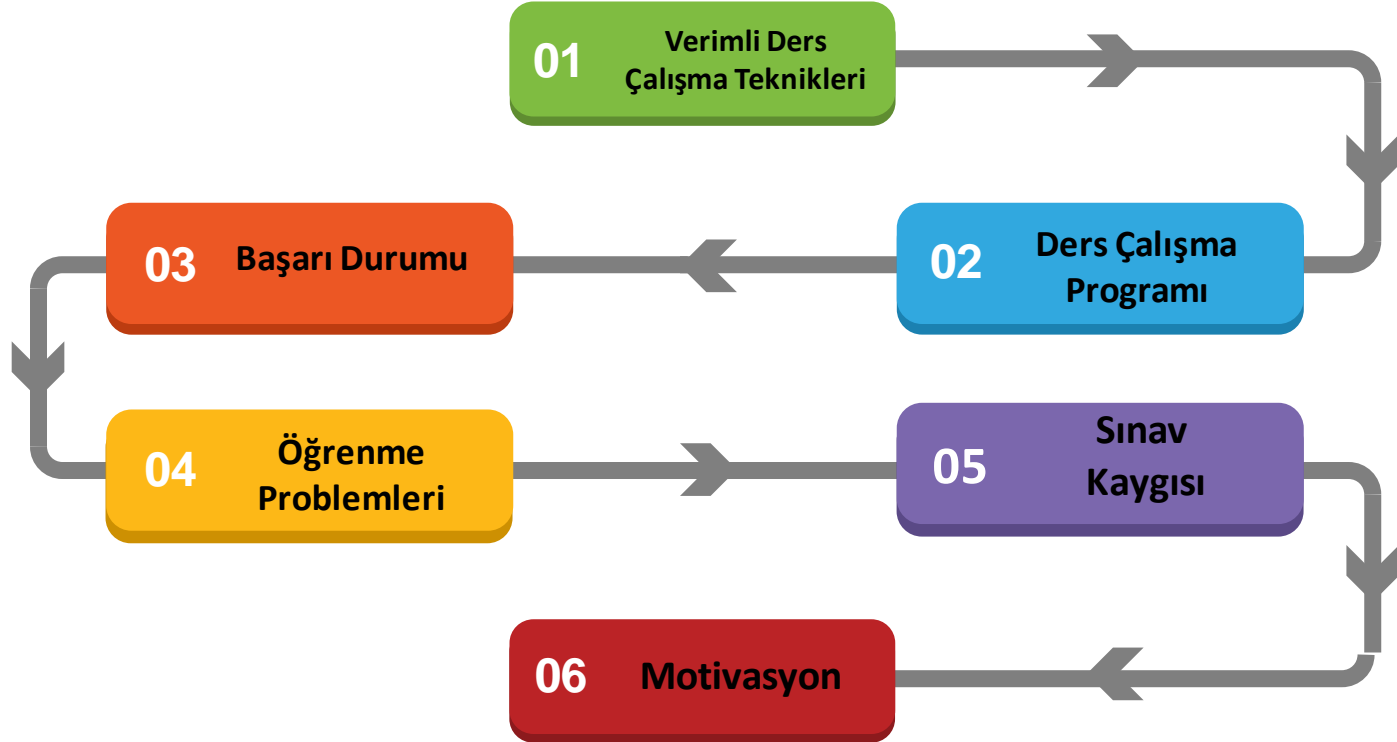 01
Verimli Ders
Çalışma Teknikleri
02
Ders Çalışma
Programı
03
Başarı Durumu
04
Öğrenme
Problemleri
05
Sınav
Kaygısı
06
Motivasyon